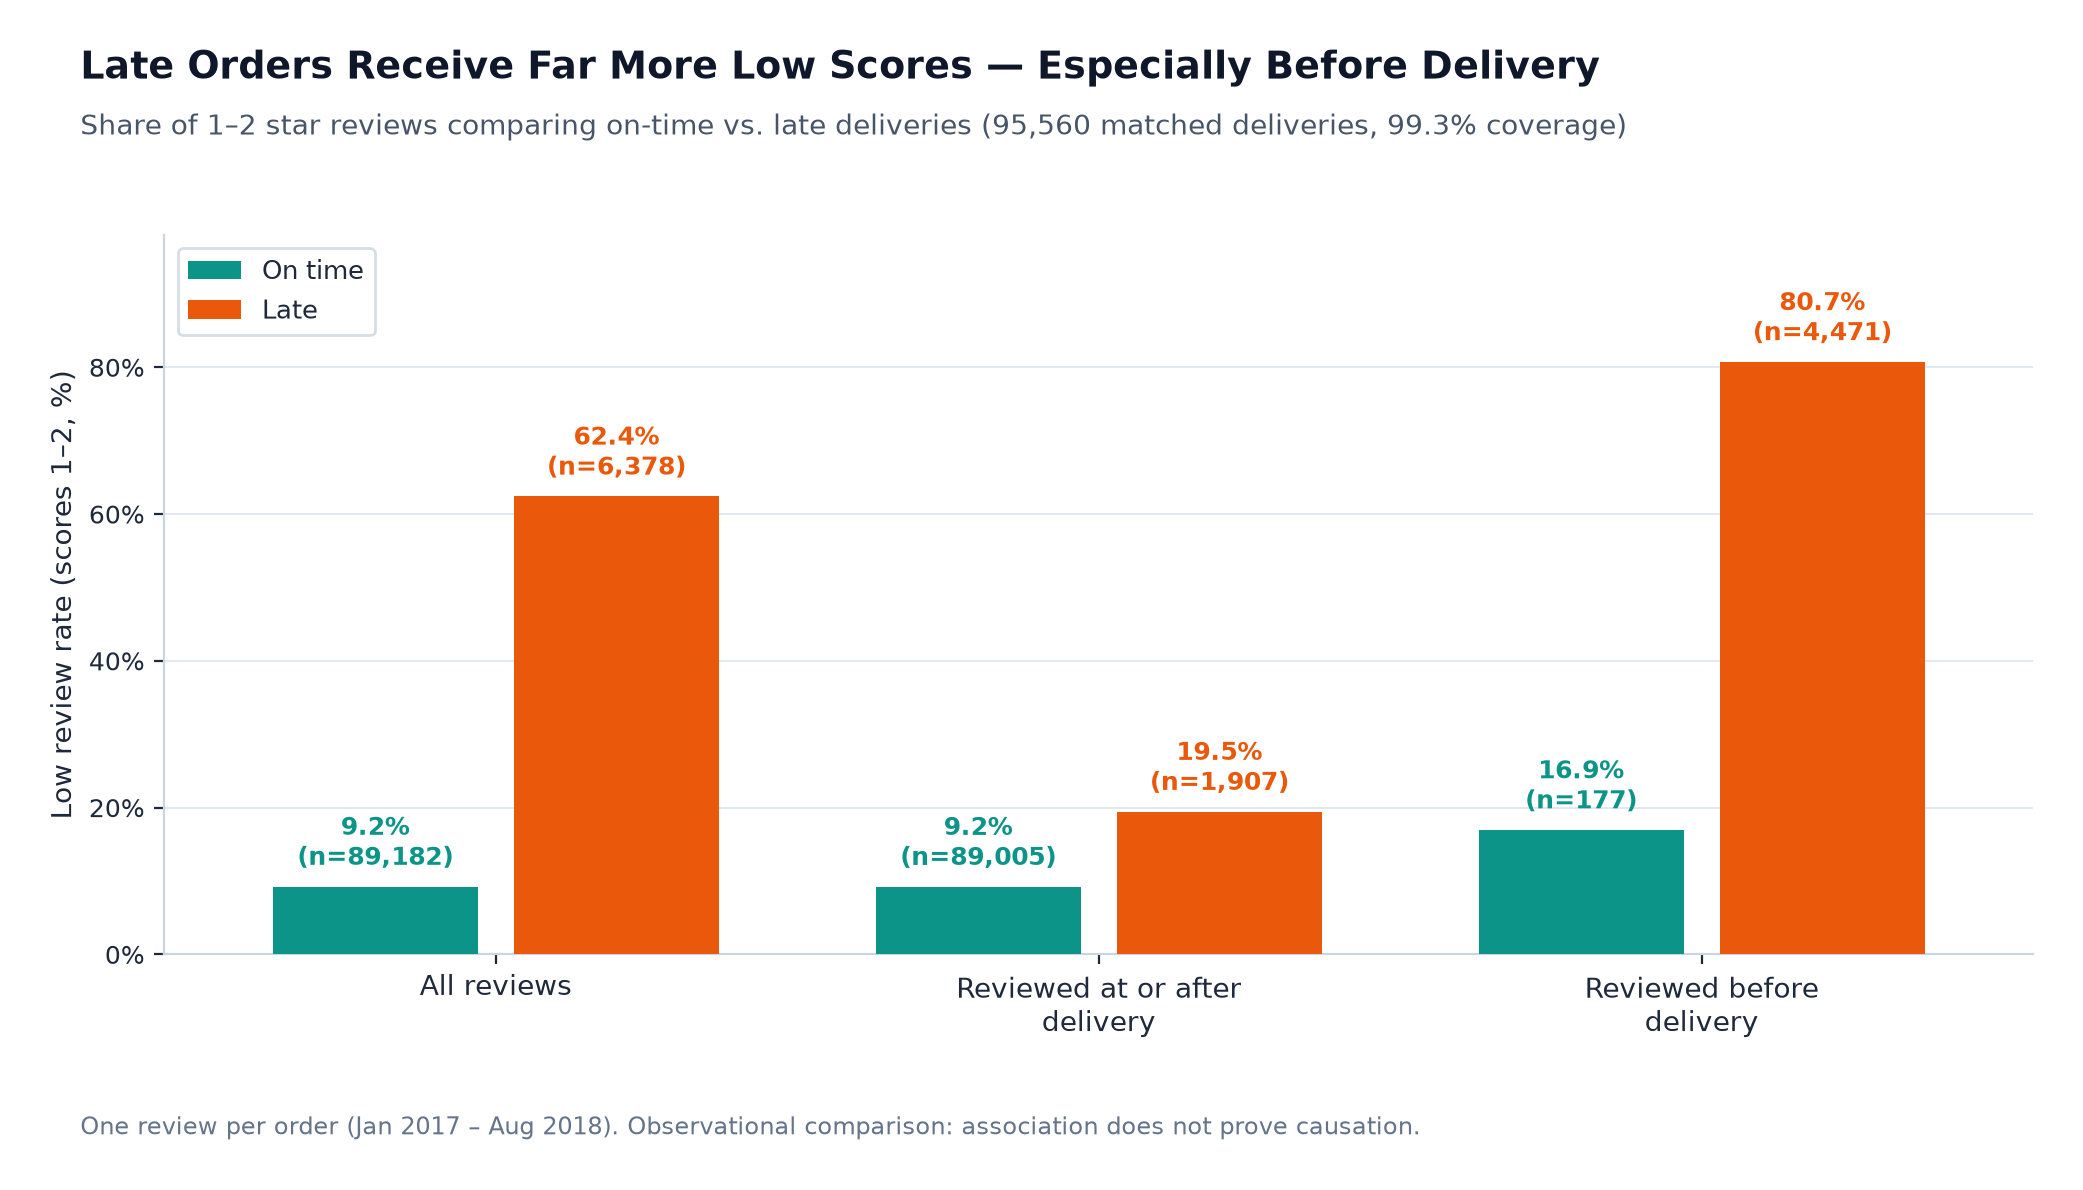 Late Orders Receive Far More Low Scores — Especially Before Delivery
Share of 1–2 star reviews comparing on-time vs. late deliveries (95,560 matched deliveries, 99.3% coverage)
On time
Late
Low review rate (scores 1–2, %)
80%
60%
40%
20%
0%
9.2%
(n=89,182)
62.4%
(n=6,378)
9.2%
(n=89,005)
19.5%
(n=1,907)
16.9%
(n=177)
80.7%
(n=4,471)
All reviews
Reviewed at or after
delivery
Reviewed before
delivery
One review per order (Jan 2017 – Aug 2018). Observational comparison: association does not prove causation.